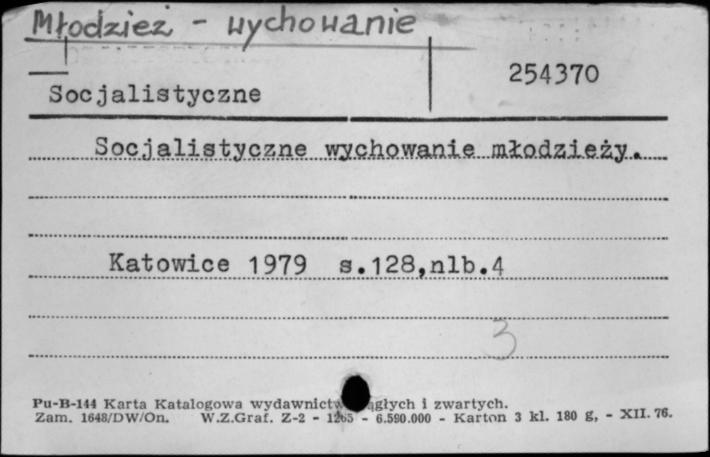 Młodzież - wychowanie
254370
Socjalistyczne
Socjalistyczne wychowanie młodzieży.
Katowice 1979 s.128,nlb.4
3
Pu-B-144 Karta Katalogowa wydawnictw ciągłych i zwartych.
Zam. 1648/DW/On. W.Z.Graf. Z-2 - 1265 - 6.590.000 - Karton 3 kl. 180 g, - XII. 76.